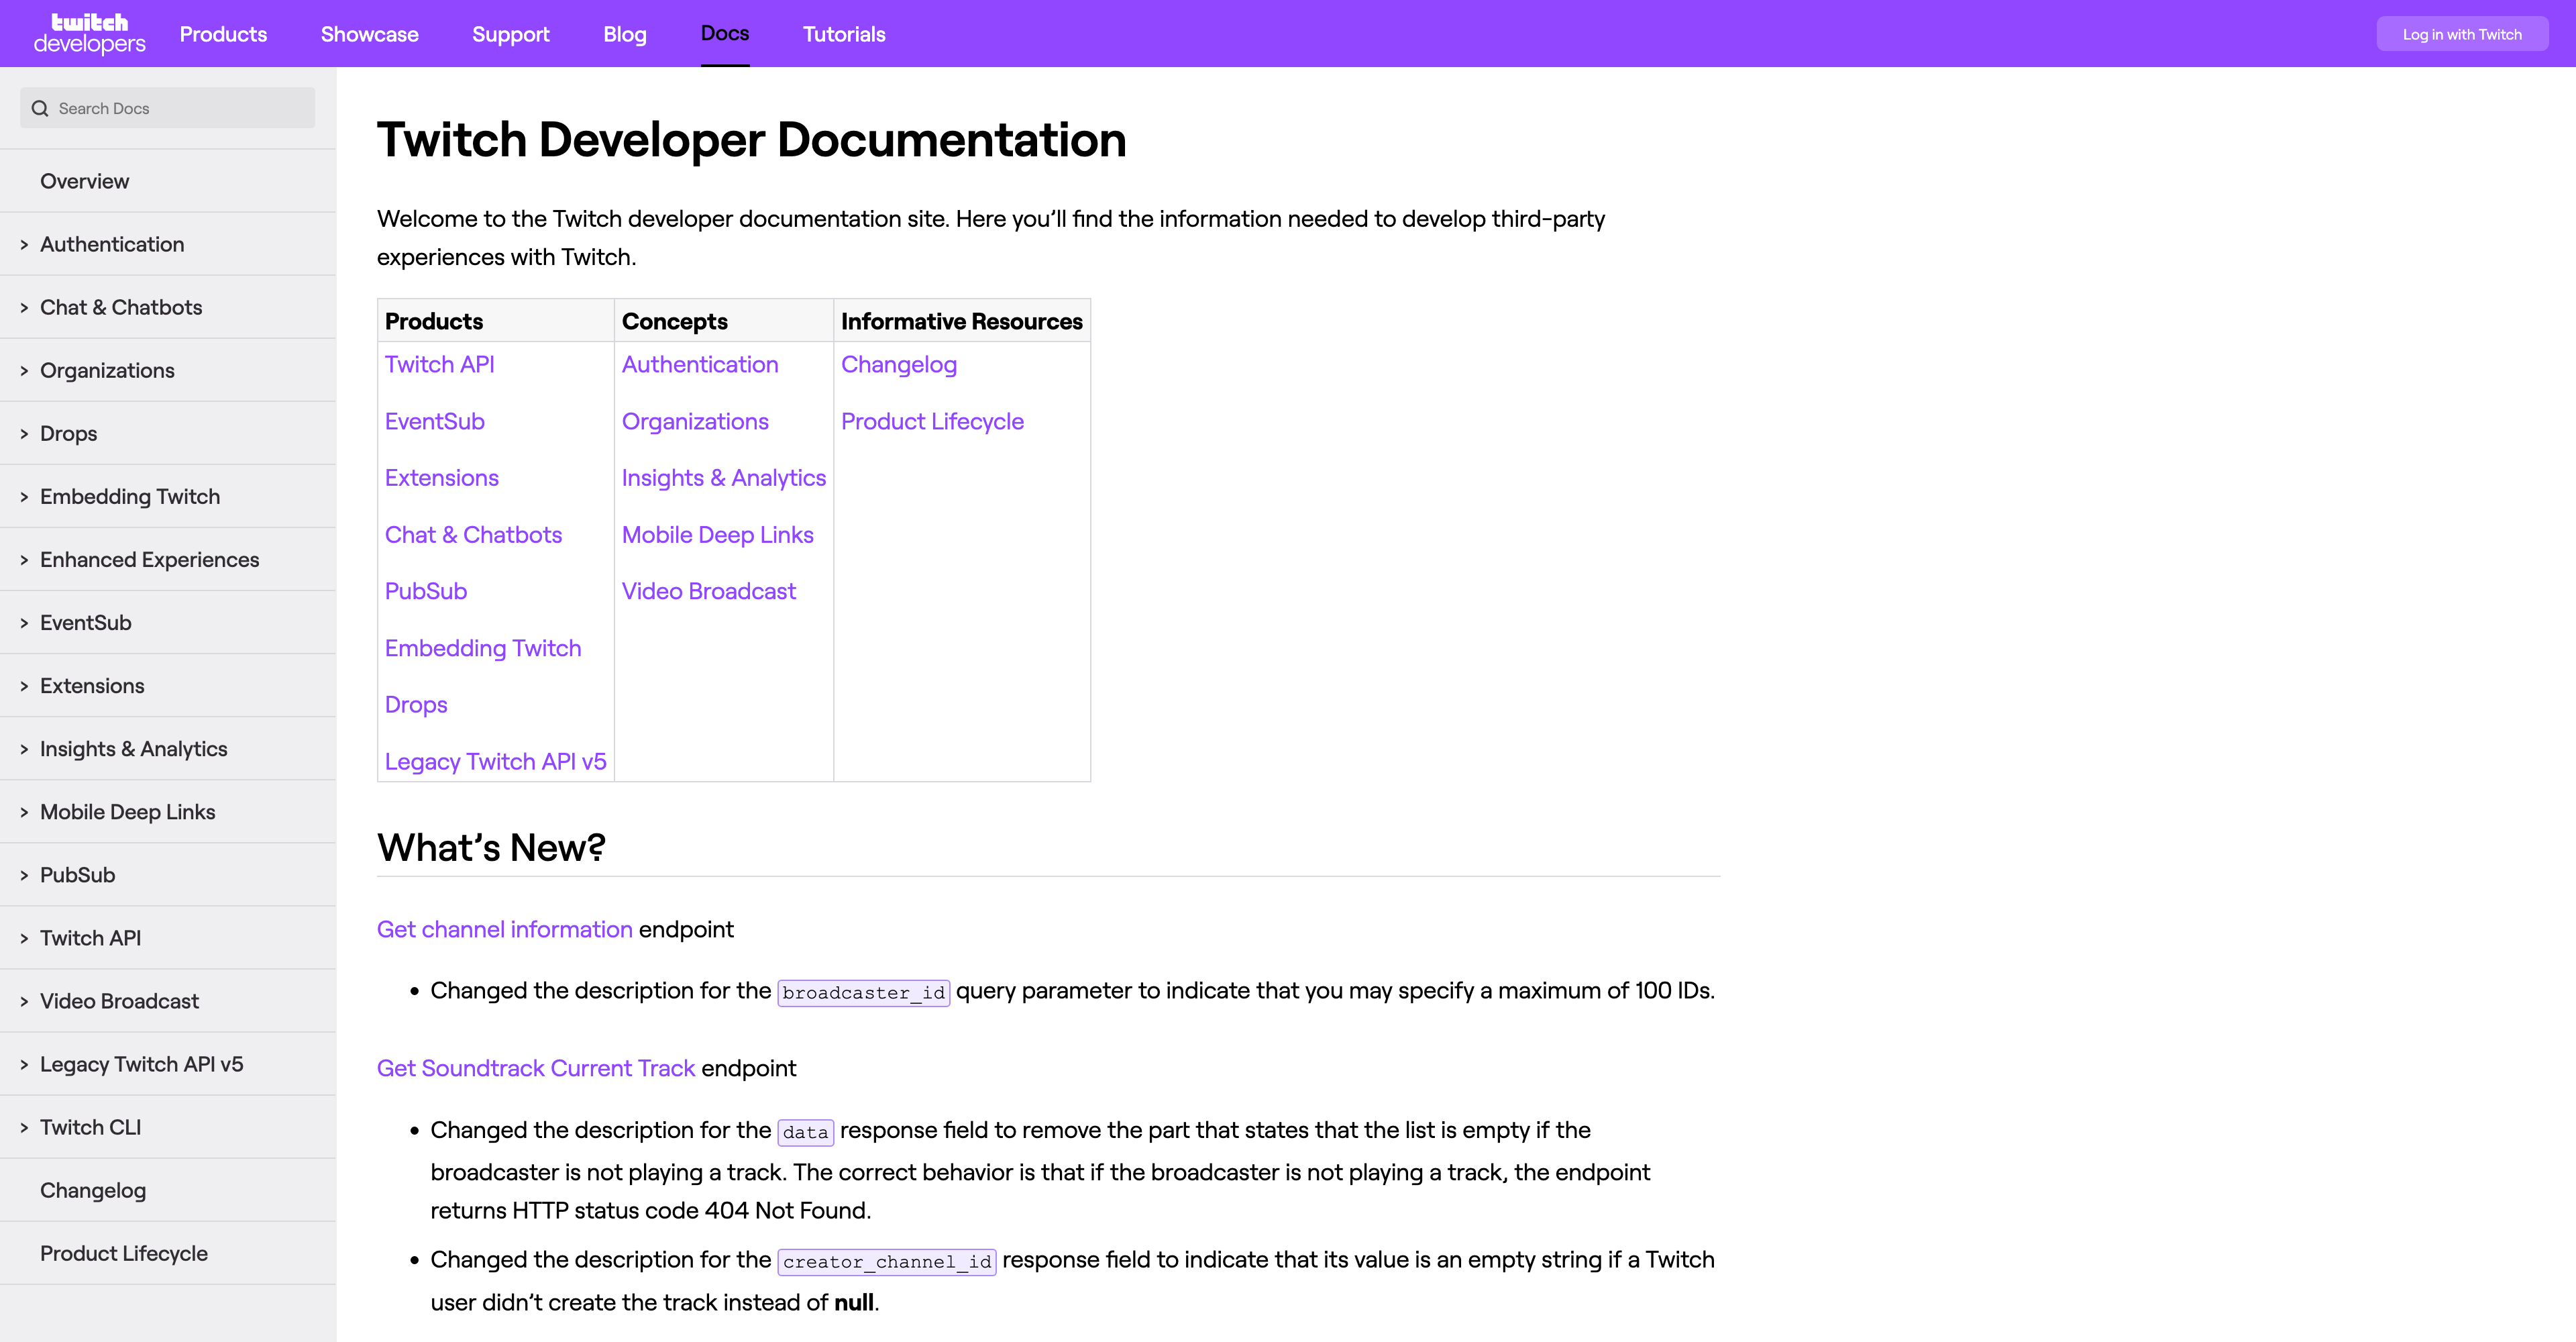 twitch
developers
Products
Showcase
Support
Blog
Docs
Tutorials
Log in with Twitch
Search Docs
Overview
> Authentication
> Chat & Chatbots
> Organizations
> Drops
> Embedding Twitch
> Enhanced Experiences
> EventSub
> Extensions
> Insights & Analytics
> Mobile Deep Links
> PubSub
> Twitch API
> Video Broadcast
> Legacy Twitch API v5
> Twitch CLI
Changelog
Product Lifecycle
Twitch Developer Documentation
Welcome to the Twitch developer documentation site. Here you’ll find the information needed to develop third-party
experiences with Twitch.
Products
Concepts
Informative Resources
Twitch API
EventSub
Extensions
Chat & Chatbots
PubSub
Embedding Twitch
Drops
Legacy Twitch API v5
Authentication
Organizations
Insights & Analytics
Mobile Deep Links
Video Broadcast
Changelog
Product Lifecycle
What’s New?
Get channel information endpoint
• Changed the description for the broadcaster_id query parameter to indicate that you may specify a maximum of 100 IDs.
Get Soundtrack Current Track endpoint
• Changed the description for the data response field to remove the part that states that the list is empty if the
broadcaster is not playing a track. The correct behavior is that if the broadcaster is not playing a track, the endpoint
returns HTTP status code 404 Not Found.
• Changed the description for the creator_channel_id response field to indicate that its value is an empty string if a Twitch
user didn’t create the track instead of null.